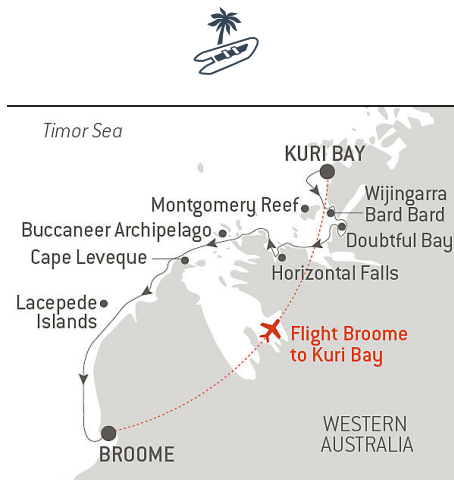 Timor Sea
KURI BAY
Wijingarra
Bard Bard
Montgomery Reef
Buccaneer Archipelago
Doubtful Bay
Cape Leveque
Horizontal Falls
Lacepede
Islands
Flight Broome
to Kuri Bay
WESTERN
AUSTRALIA
BROOME